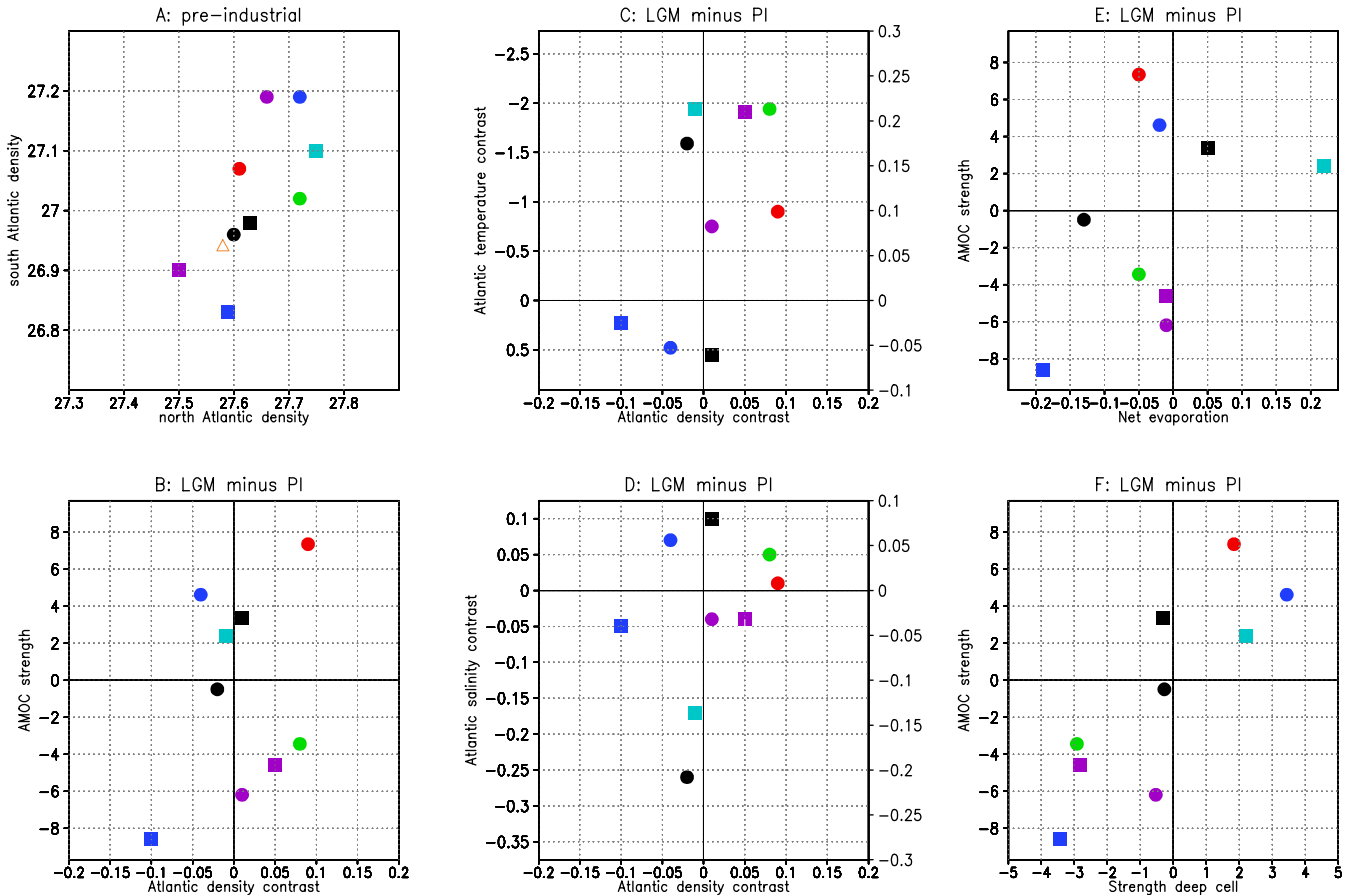 A: pre-industrial
south Atlantic density
27.2
27.1
27
26.9
26.8
27.3 27.4 27.5 27.6 27.7 27.8
north Atlantic density
C: LGM minus PI
Atlantic temperature contrast
−2.5
−2
−1.5
−1
−0.5
0
0.5
0.3
0.25
0.2
0.15
0.1
0.05
0
−0.05
−0.1
−0.2 −0.15 −0.1 −0.05 0 0.05 0.1 0.15 0.2
Atlantic density contrast
E: LGM minus PI
AMOC strength
8
6
4
2
0
−2
−4
−6
−8
−0.2 −0.15 −0.1 −0.05 0 0.05 0.1 0.15 0.2
Net evaporation
B: LGM minus PI
AMOC strength
8
6
4
2
0
−2
−4
−6
−8
−0.2 −0.15 −0.1 −0.05 0 0.05 0.1 0.15 0.2
Atlantic density contrast
D: LGM minus PI
Atlantic salinity contrast
0.1
0.05
0
−0.05
−0.1
−0.15
−0.2
−0.25
−0.3
−0.35
0.1
0.05
0
−0.05
−0.1
−0.15
−0.2
−0.25
−0.3
−0.2 −0.15 −0.1 −0.05 0 0.05 0.1 0.15 0.2
Atlantic density contrast
F: LGM minus PI
AMOC strength
8
6
4
2
0
−2
−4
−6
−8
−5 −4 −3 −2 −1 0 1 2 3 4 5
Strength deep cell